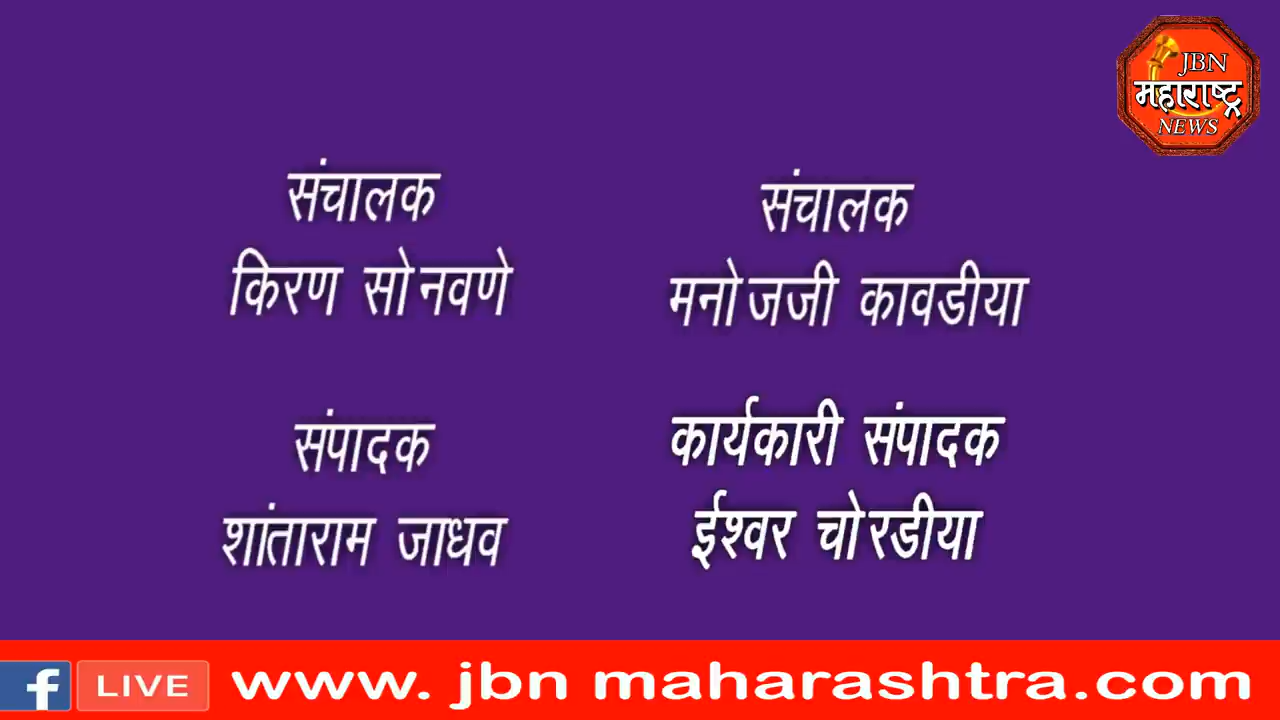 JBN
महाराष्ट्र
NEWS
संचालक
किरण सोनवणे
संचालक
मनोजजी कावडीया
संपादक
शांताराम जाधव
कार्यकारी संपादक
ईश्वर चोरडीया
f LIVE www. jbn maharashtra.com